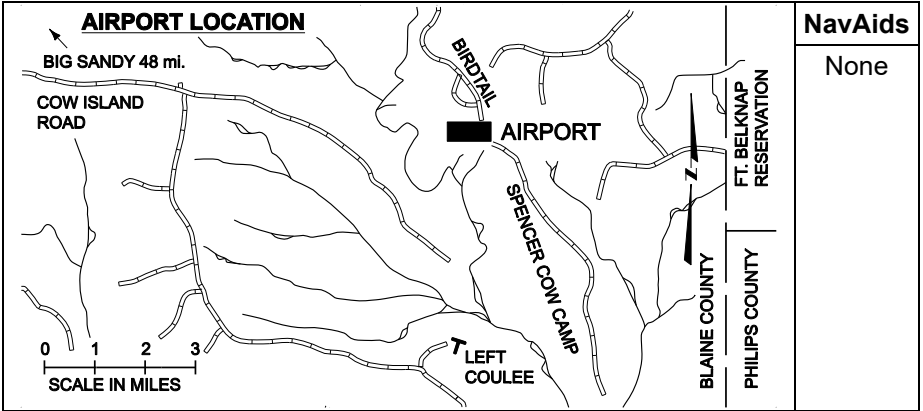 AIRPORT LOCATION
NavAids
None
BIG SANDY 48 mi.
COW ISLAND
ROAD
BIRDTAIL
AIRPORT
FT. BELKNAP
RESERVATION
N
SPENCER COW CAMP
BLAINE COUNTY
PHILIPS COUNTY
LEFT
COULEE
0 1 2 3
SCALE IN MILES